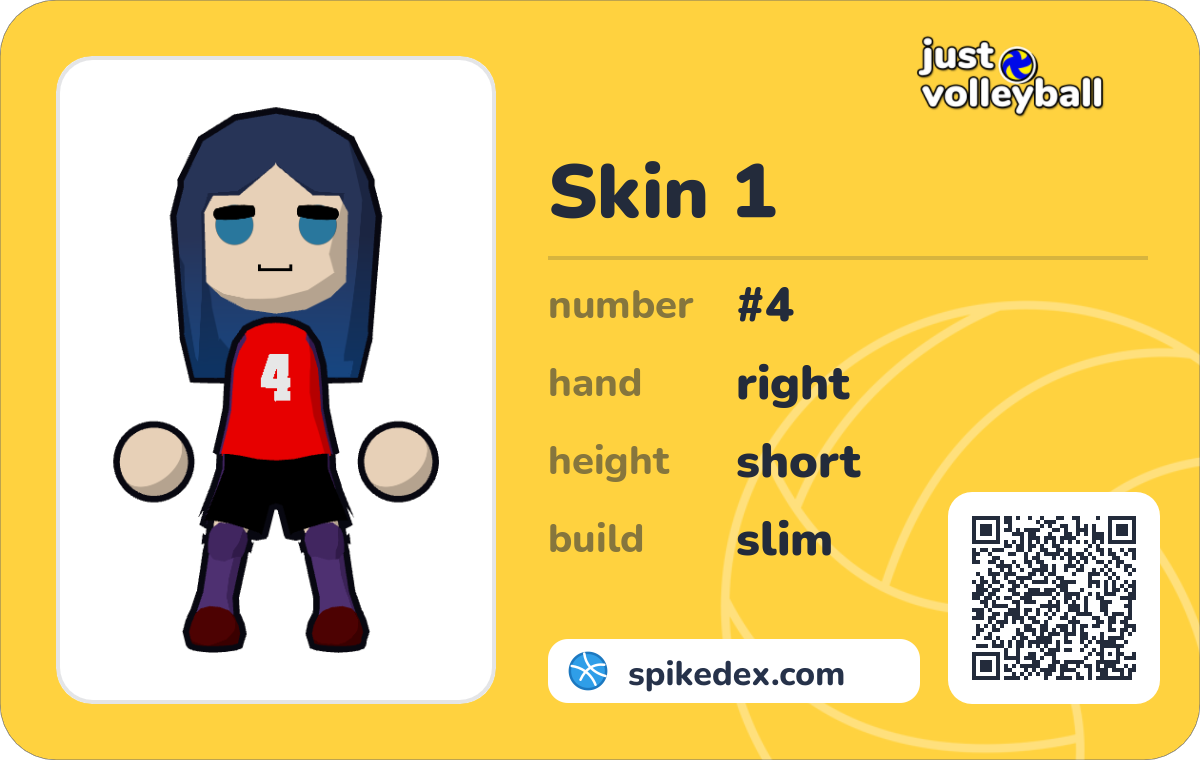 just
volleyball
Skin 1
number #4
hand right
height short
build slim
4
spikedex.com